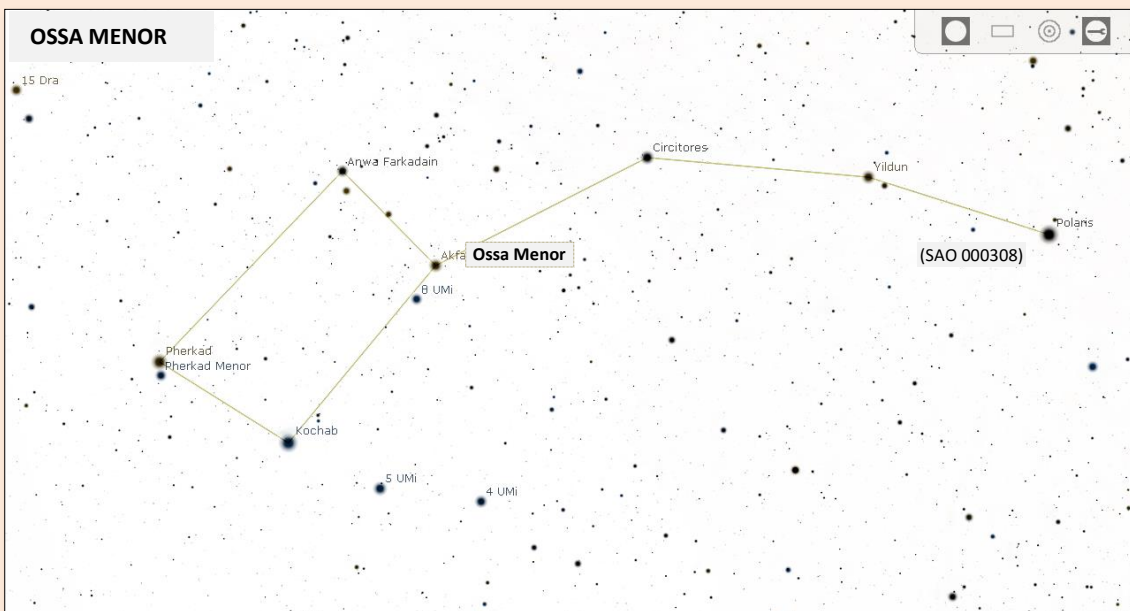 OSSA MENOR
15 Dra
Circitores
Anwa Farkadain
Yildun
Polaris
Ossa Menor
(SAO 000308)
8 UMi
Pherkad
Pherkad Menor
Kochab
5 UMi
4 UMi